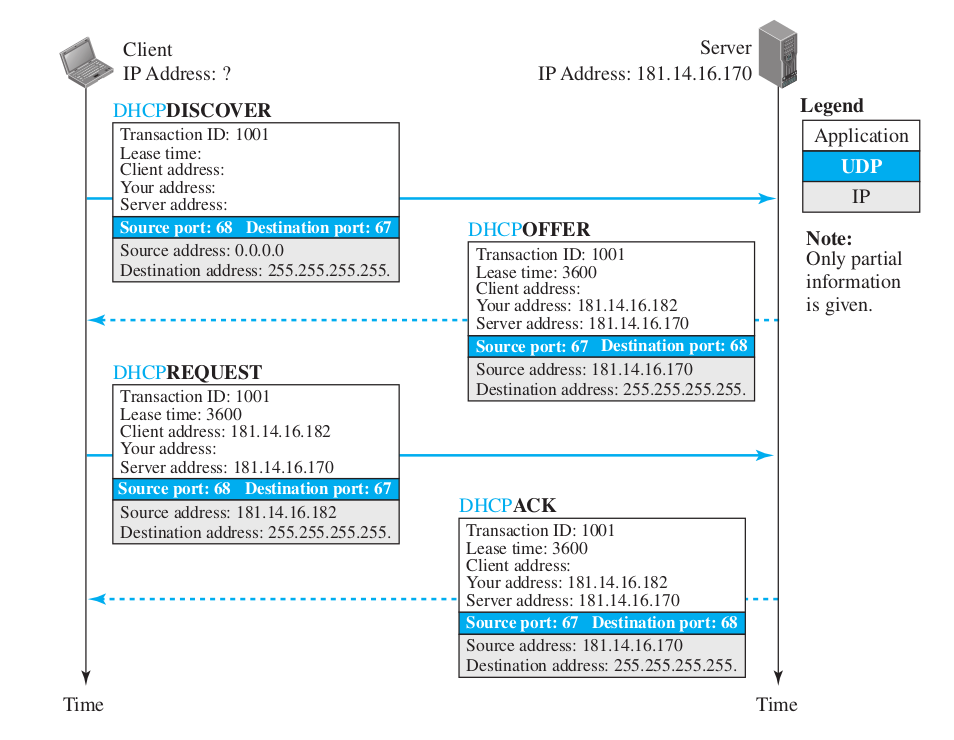 Client
IP Address: ?
Server
IP Address: 181.14.16.170
DHCPDISCOVER
Transaction ID: 1001
Lease time:
Client address:
Your address:
Server address:
Source port: 68 Destination port: 67
Source address: 0.0.0.0
Destination address: 255.255.255.255.
Legend
Application
UDP
IP
Note:
Only partial
information
is given.
DHCPOFFER
Transaction ID: 1001
Lease time: 3600
Client address:
Your address: 181.14.16.182
Server address: 181.14.16.170
Source port: 67 Destination port: 68
Source address: 181.14.16.170
Destination address: 255.255.255.255.
DHCPREQUEST
Transaction ID: 1001
Lease time: 3600
Client address: 181.14.16.182
Your address:
Server address: 181.14.16.170
Source port: 68 Destination port: 67
Source address: 181.14.16.182
Destination address: 255.255.255.255.
DHCPACK
Transaction ID: 1001
Lease time: 3600
Client address:
Your address: 181.14.16.182
Server address: 181.14.16.170
Source port: 67 Destination port: 68
Source address: 181.14.16.170
Destination address: 255.255.255.255.
Time
Time